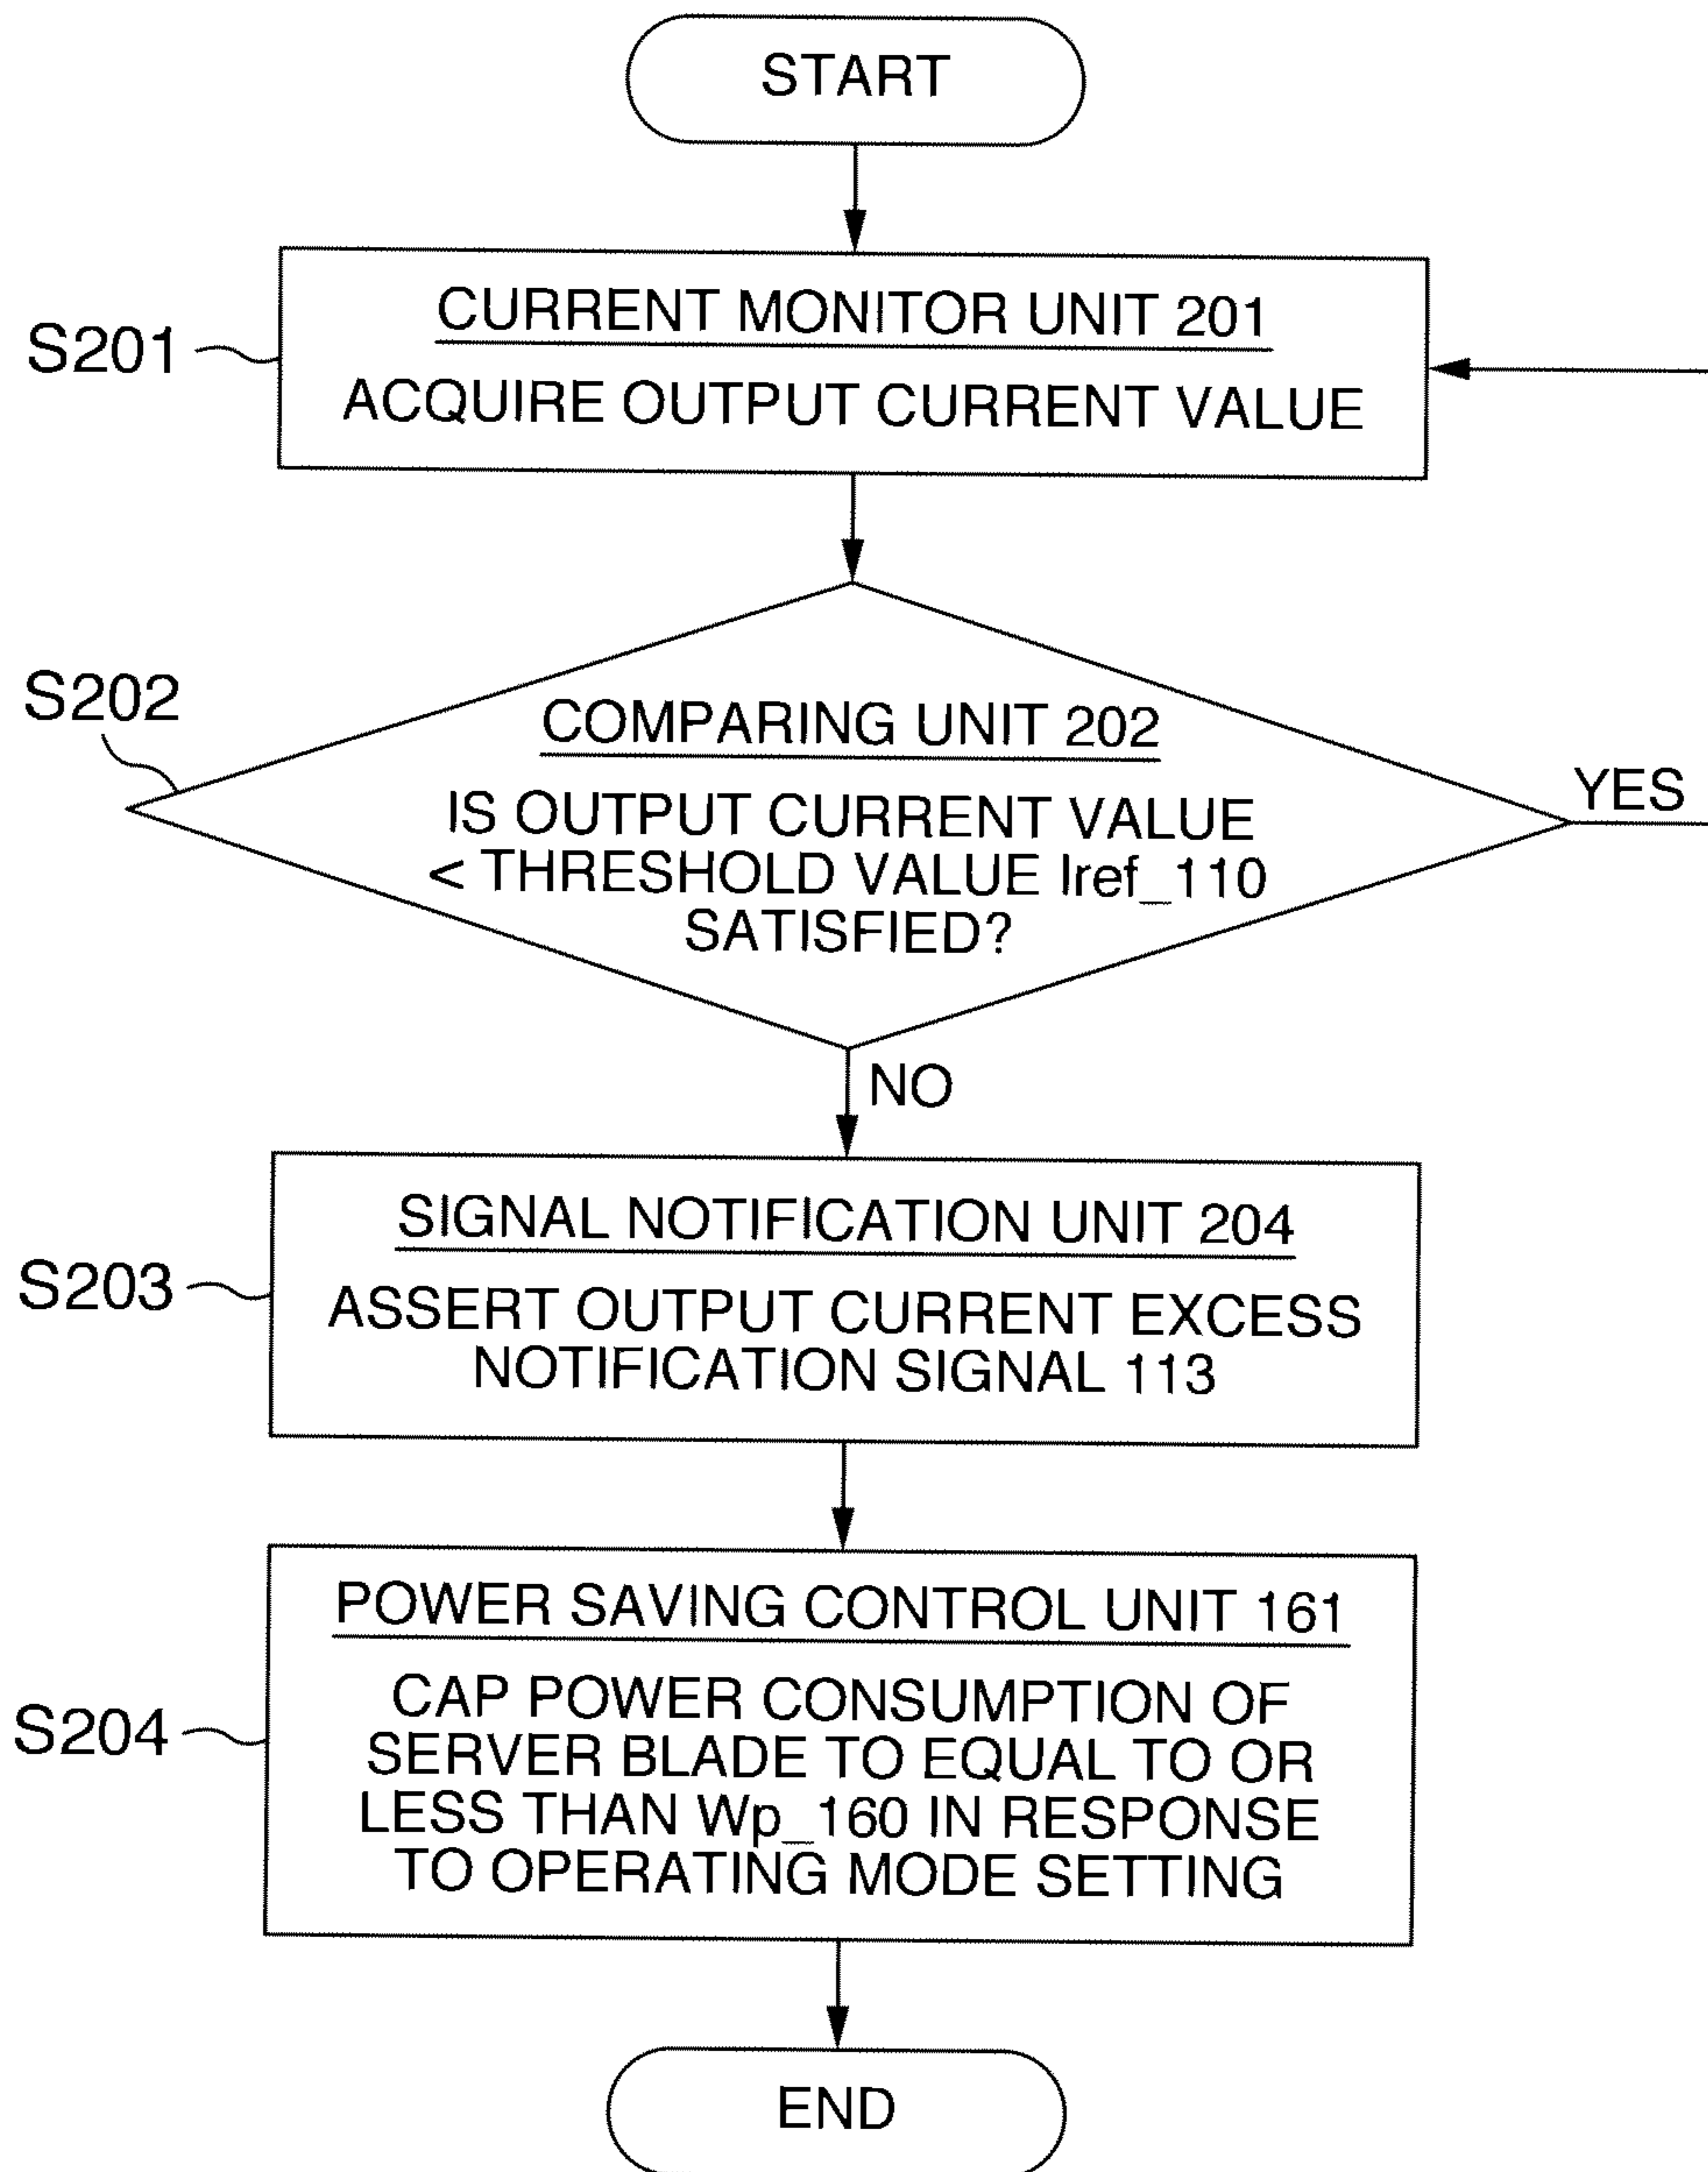 START
S201
CURRENT MONITOR UNIT 201
ACQUIRE OUTPUT CURRENT VALUE
S202
COMPARING UNIT 202
IS OUTPUT CURRENT VALUE
< THRESHOLD VALUE Iref_110
SATISFIED?
YES
NO
S203
SIGNAL NOTIFICATION UNIT 204
ASSERT OUTPUT CURRENT EXCESS
NOTIFICATION SIGNAL 113
S204
POWER SAVING CONTROL UNIT 161
CAP POWER CONSUMPTION OF
SERVER BLADE TO EQUAL TO OR
LESS THAN Wp_160 IN RESPONSE
TO OPERATING MODE SETTING
END